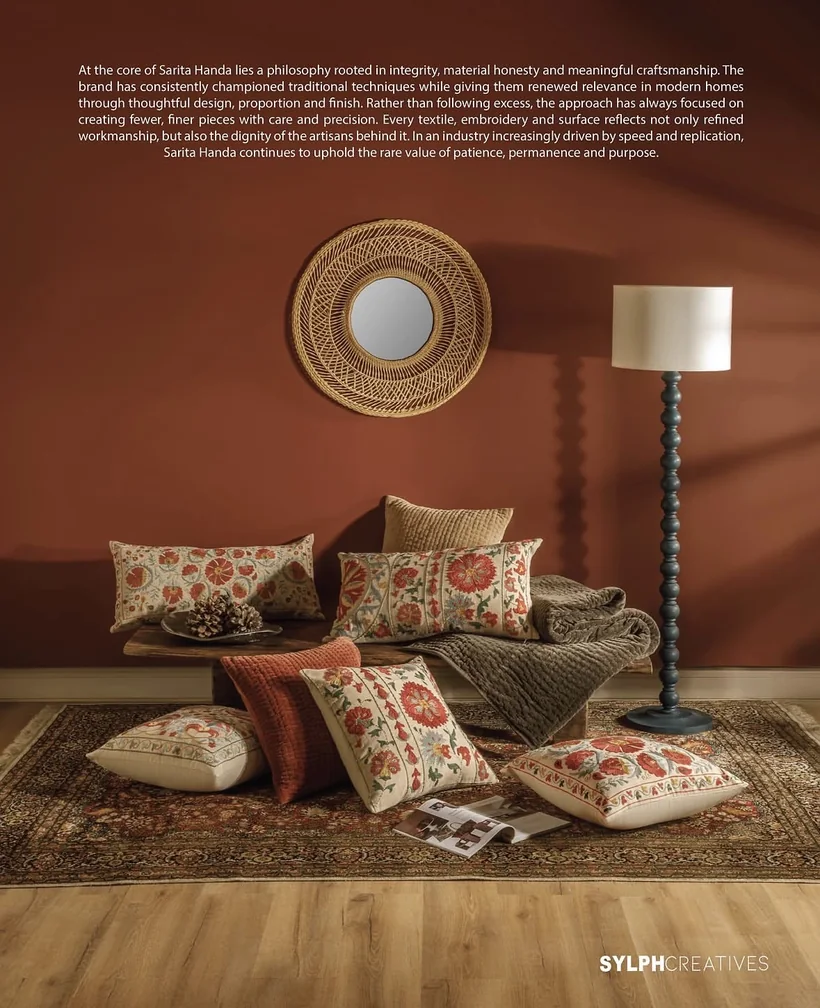 At the core of Sarita Handa lies a philosophy rooted in integrity, material honesty and meaningful craftsmanship. The
brand has consistently championed traditional techniques while giving them renewed relevance in modern homes
through thoughtful design, proportion and finish. Rather than following excess, the approach has always focused on
creating fewer, finer pieces with care and precision. Every textile, embroidery and surface reflects not only refined
workmanship, but also the dignity of the artisans behind it. In an industry increasingly driven by speed and replication,
Sarita Handa continues to uphold the rare value of patience, permanence and purpose.
SYLPHCREATIVES